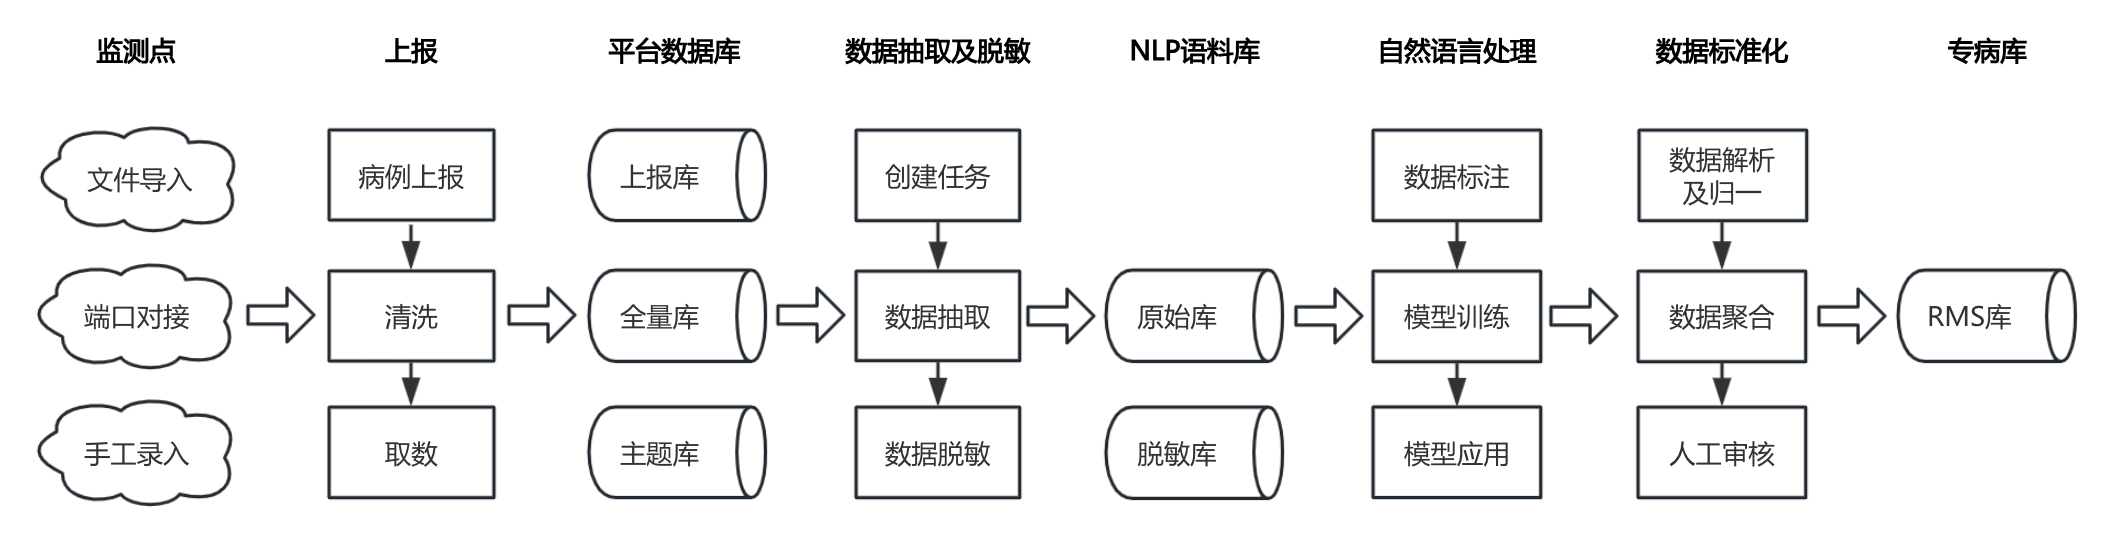 监测点
上报
平台数据库
数据抽取及脱敏
NLP语料库
自然语言处理
数据标准化
专病库
文件导入
病例上报
上报库
创建任务
数据标注
数据解析
及归一
端口对接
清洗
全量库
数据抽取
原始库
模型训练
数据聚合
RMS库
手工录入
取数
主题库
数据脱敏
脱敏库
模型应用
人工审核